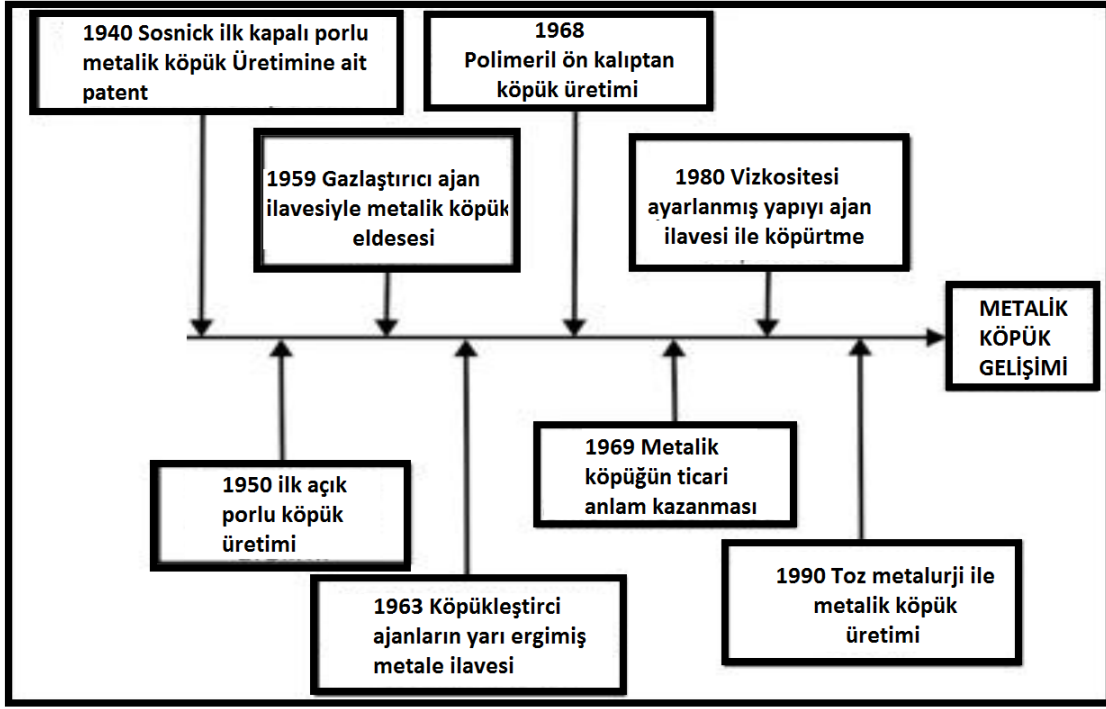 1940 Sosnick ilk kapalı porlu
metalik köpük Üretimine ait
patent
1968
Polimeril ön kalıptan
köpük üretimi
1959 Gazlaştırıcı ajan
ilavesiyle metalik köpük
eldesesi
1980 Vizkositesi
ayarlanmış yapıyı ajan
ilavesi ile köpürtme
METALİK
KÖPÜK
GELİŞİMİ
1950 ilk açık
porlu köpük
üretimi
1963 Köpükleştirci
ajanların yarı ergimiş
metale ilavesi
1969 Metalik
köpüğün ticari
anlam kazanması
1990 Toz metalurji ile
metalik köpük
üretimi